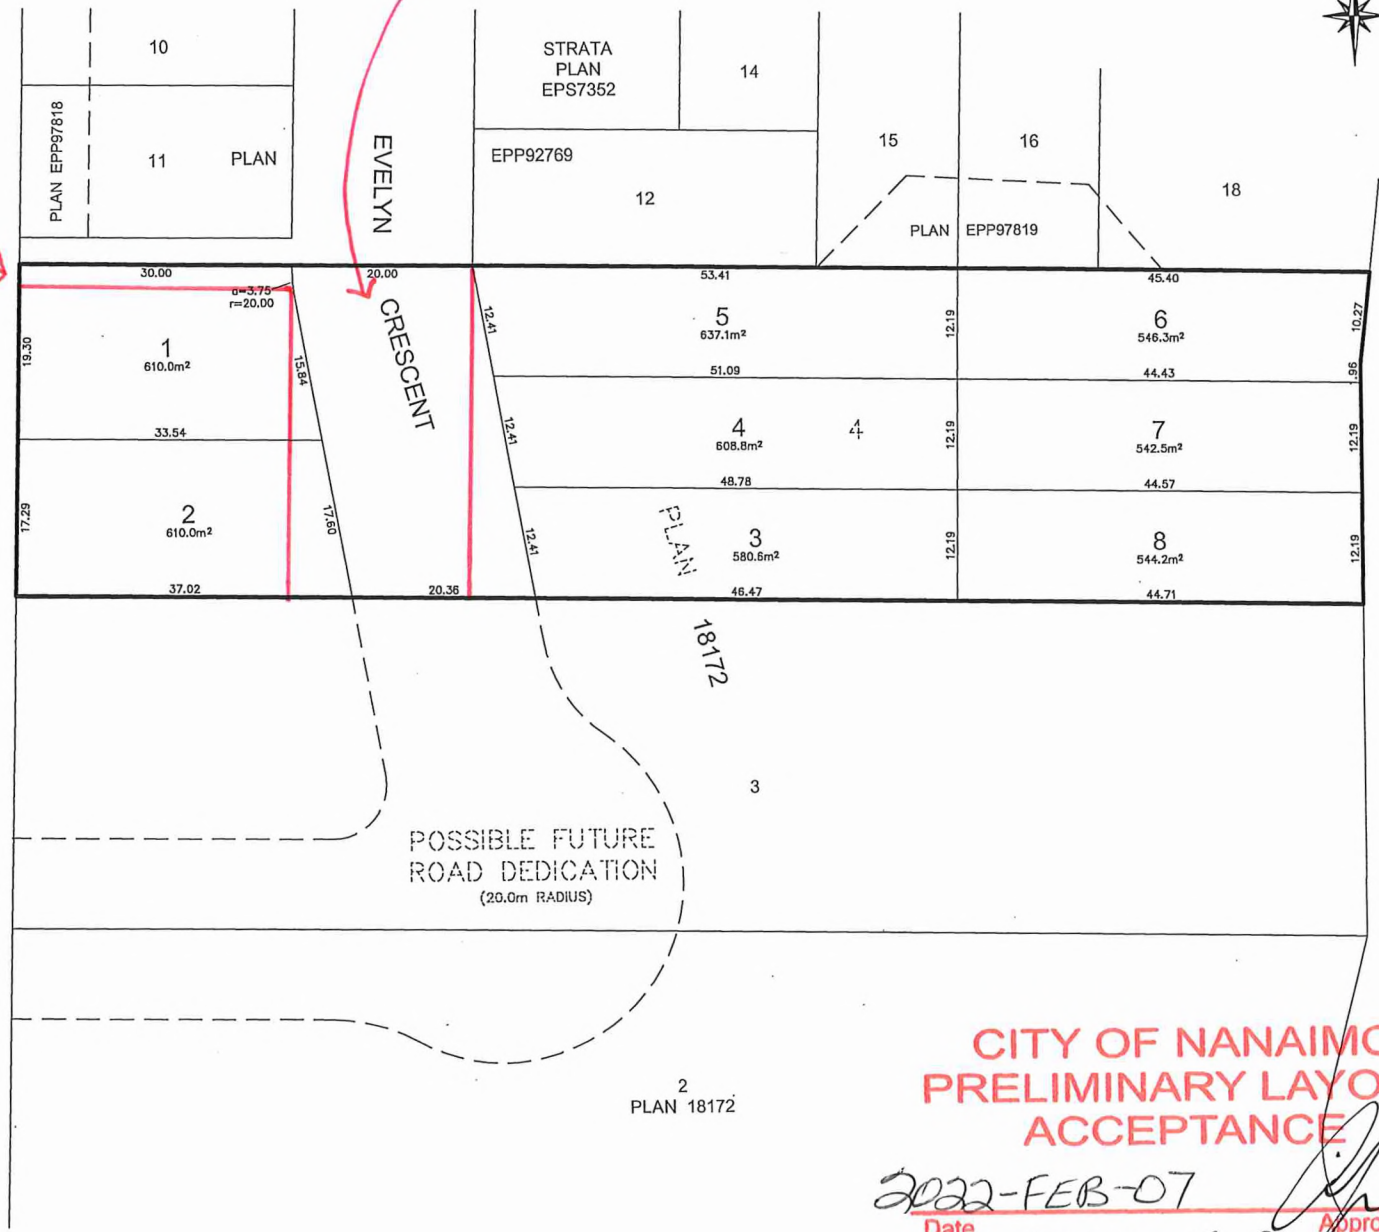 10
STRATA
PLAN
EPS7352
14
PLAN EPP97818
11
PLAN
EVELYN
EPP92769
12
15
16
18
PLAN EPP97819
30.00
20.00
53.41
45.40
a=3.75
r=20.00
19.30
1
610.0m²
15.84
CRESCENT
12.41
5
637.1m²
12.19
6
546.3m²
10.27
51.09
44.43
1.96
33.54
12.41
4
608.8m²
4
12.19
7
542.5m²
12.19
48.78
44.57
17.29
2
610.0m²
17.60
12.41
PLAN
3
580.6m²
12.19
8
544.2m²
12.19
37.02
20.36
46.47
44.71
18172
3
POSSIBLE FUTURE
ROAD DEDICATION
(20.0m RADIUS)
2
PLAN 18172
CITY OF NANAIMO
PRELIMINARY LAYO
ACCEPTANCE
2022-FEB-07
Date
Appro